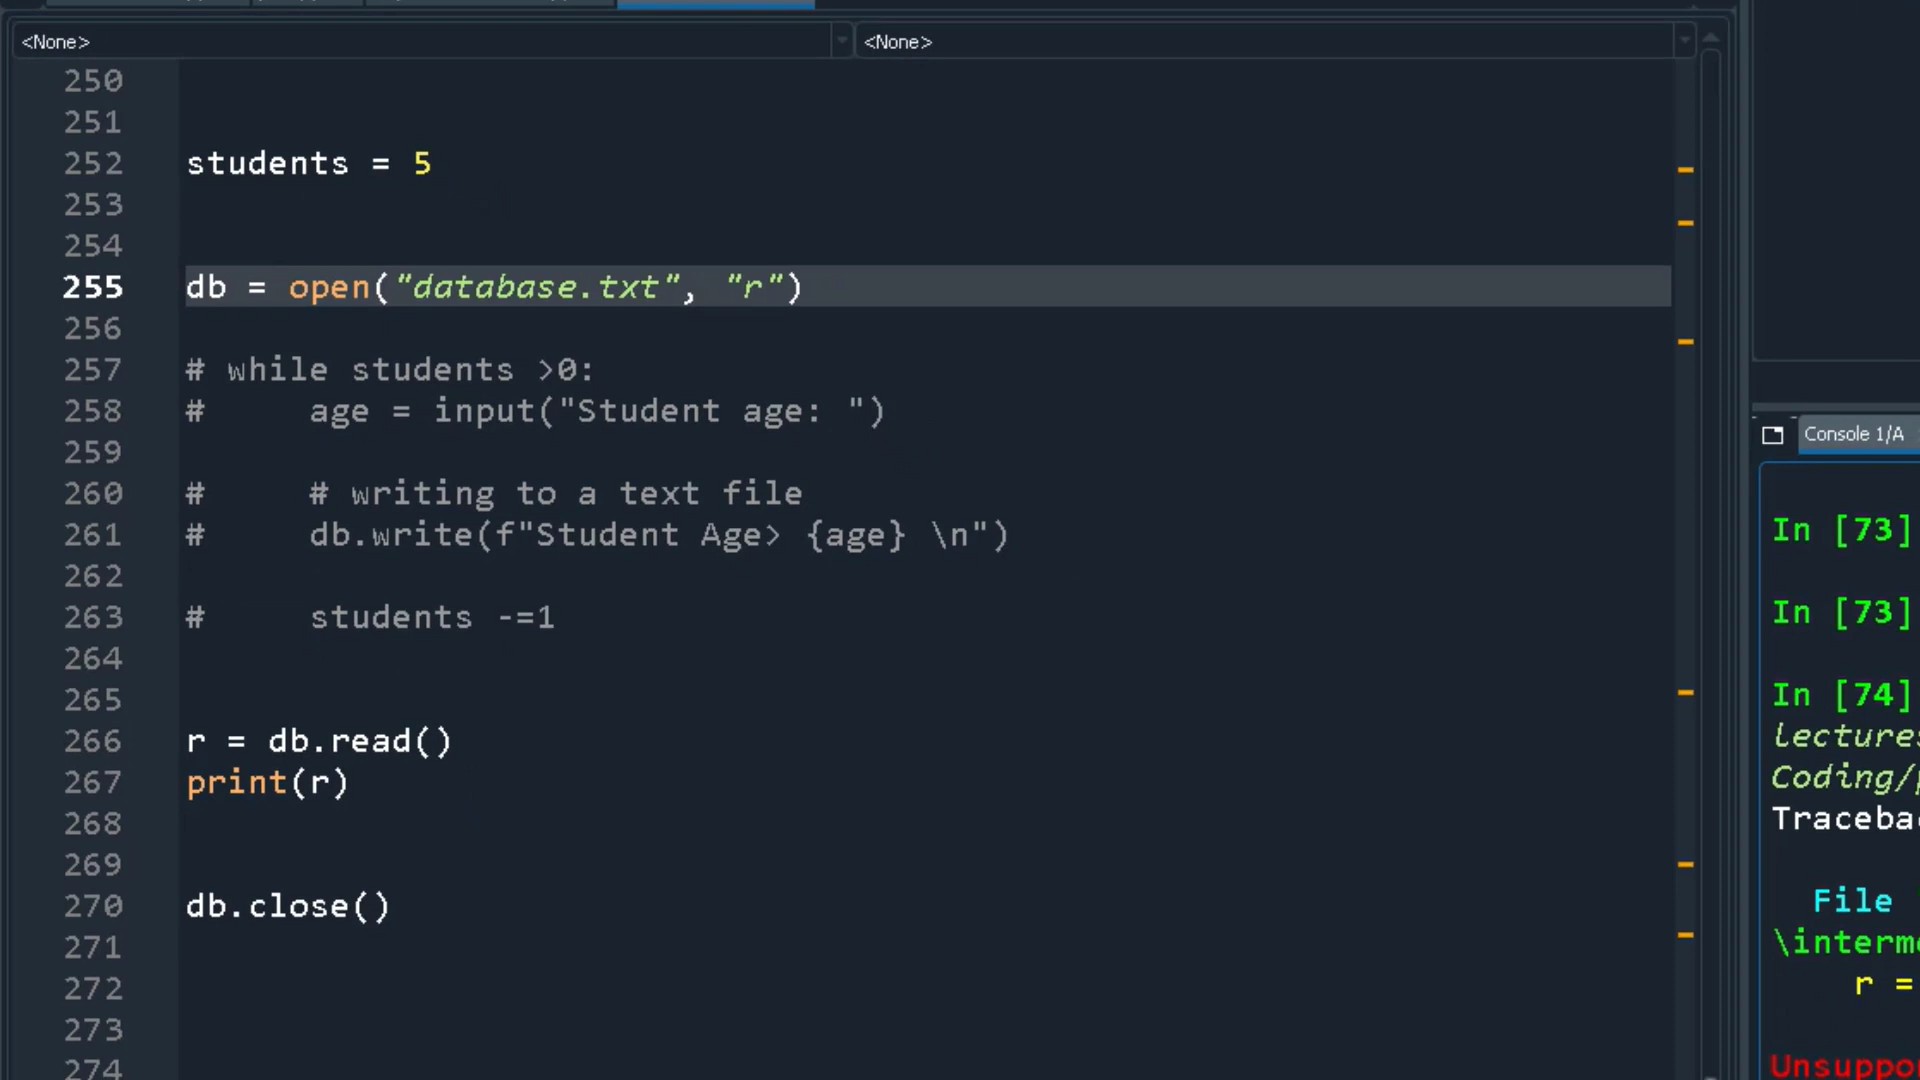 <None>
<None>
250
251
252 students = 5
253
254
255 db = open("database.txt", "r")
256
257 # while students >0:
258 #     age = input("Student age: ")
259
260 #     # writing to a text file
261 #     db.write(f"Student Age> {age} \n")
262
263 #     students -=1
264
265
266 r = db.read()
267 print(r)
268
269
270 db.close()
271
272
273
274
Console 1/A
In [73]
In [73]
In [74]
lectures
Coding/
File
r =